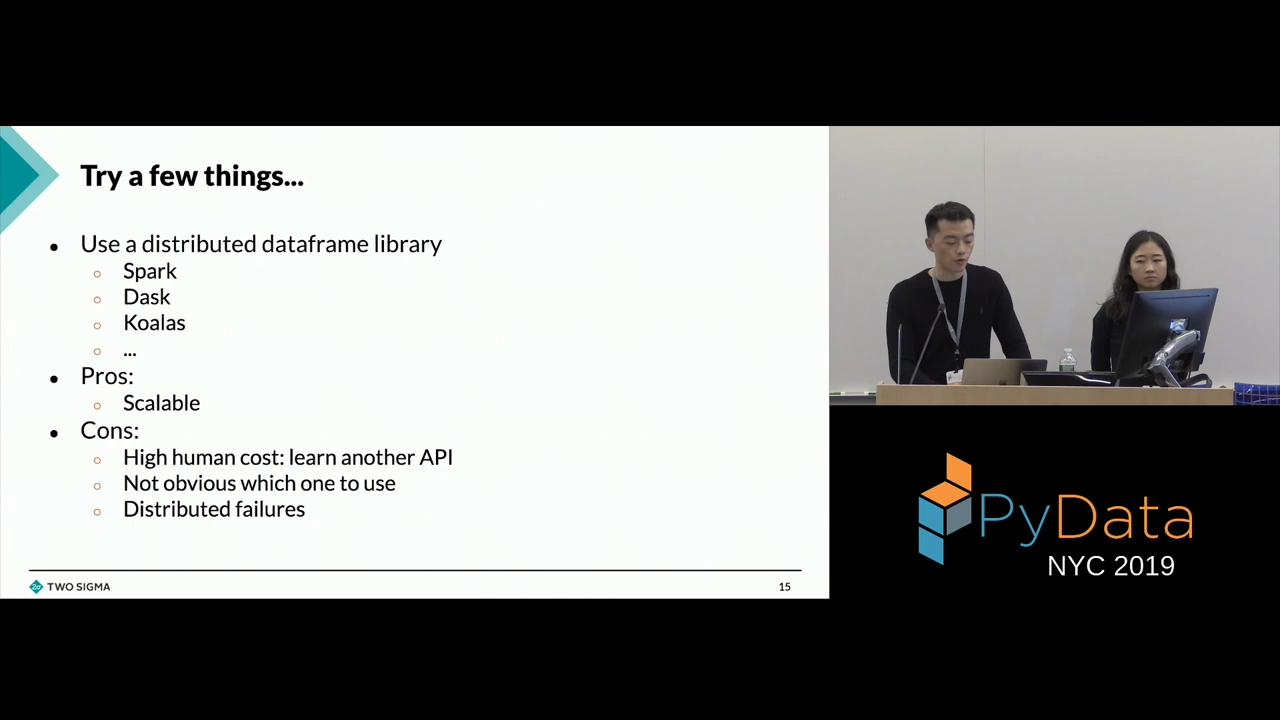 Try a few things...
● Use a distributed dataframe library
○ Spark
○ Dask
○ Koalas
○ ...
● Pros:
○ Scalable
● Cons:
○ High human cost: learn another API
○ Not obvious which one to use
○ Distributed failures
TWO SIGMA
15
PyData
NYC 2019